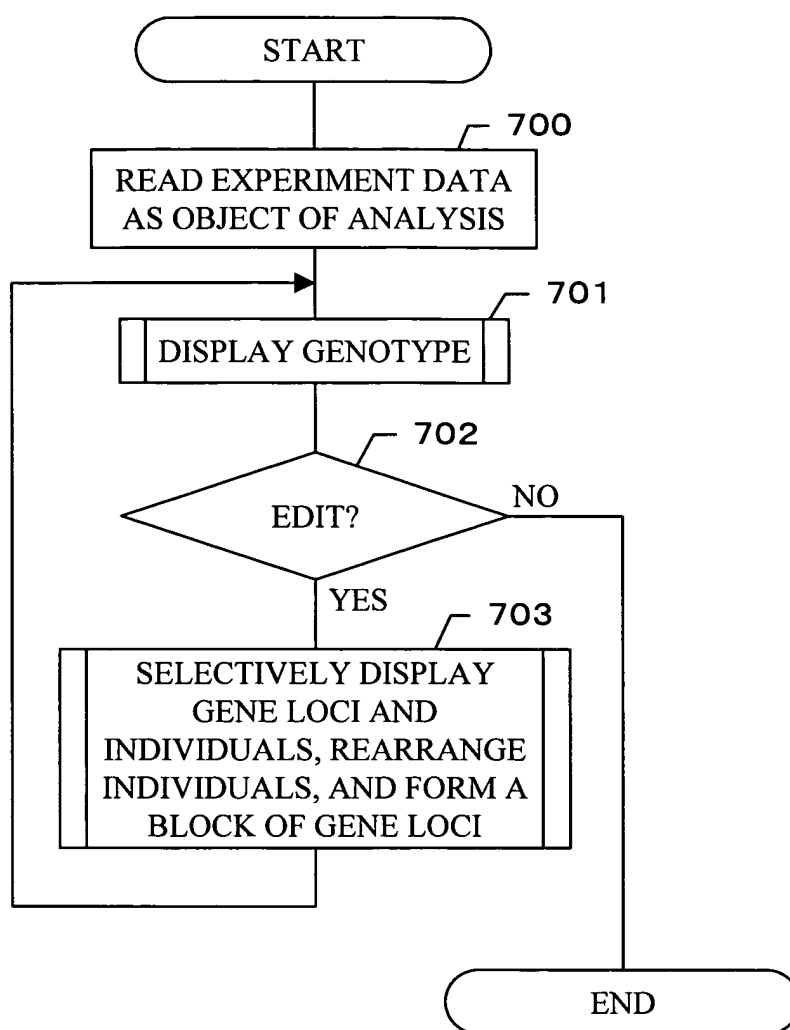 START
700
READ EXPERIMENT DATA
AS OBJECT OF ANALYSIS
701
DISPLAY GENOTYPE
702
EDIT?
NO
YES
703
SELECTIVELY DISPLAY
GENE LOCI AND
INDIVIDUALS, REARRANGE
INDIVIDUALS, AND FORM A
BLOCK OF GENE LOCI
END